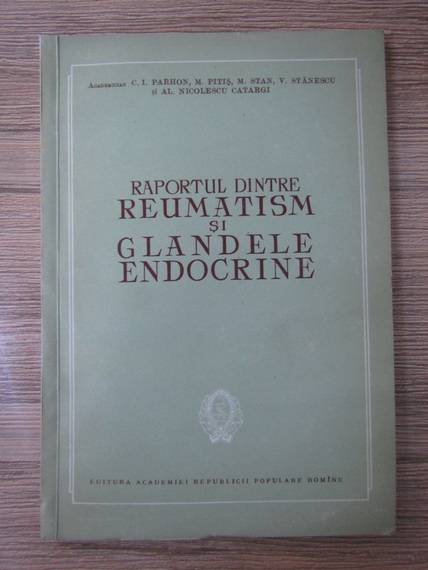 ACADEMICIAN C. I. PARHON, M. PITIȘ, M. STAN, V. STĂNESCU
ȘI AL. NICOLESCU CATARGI
RAPORTUL DINTRE
REUMATISM
ȘI
GLANDELE
ENDOCRINE
EDITURA ACADEMIEI REPUBLICII POPULARE ROMÎNE